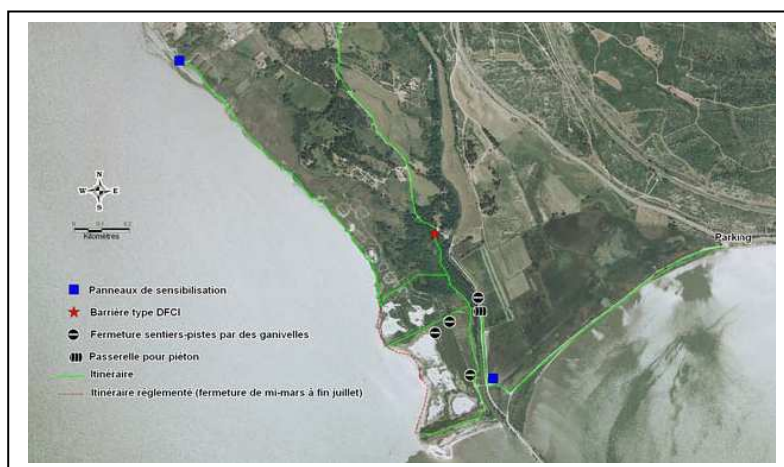 N
W E
S
0 0.1 0.2
Kilomètres
Parking
Panneaux de sensibilisation
Barrière type DFCI
Fermeture sentiers-pistes par des ganivelles
Passerelle pour piéton
Itinéraire
Itinéraire réglementé (fermeture de mi-mars à fin juillet)